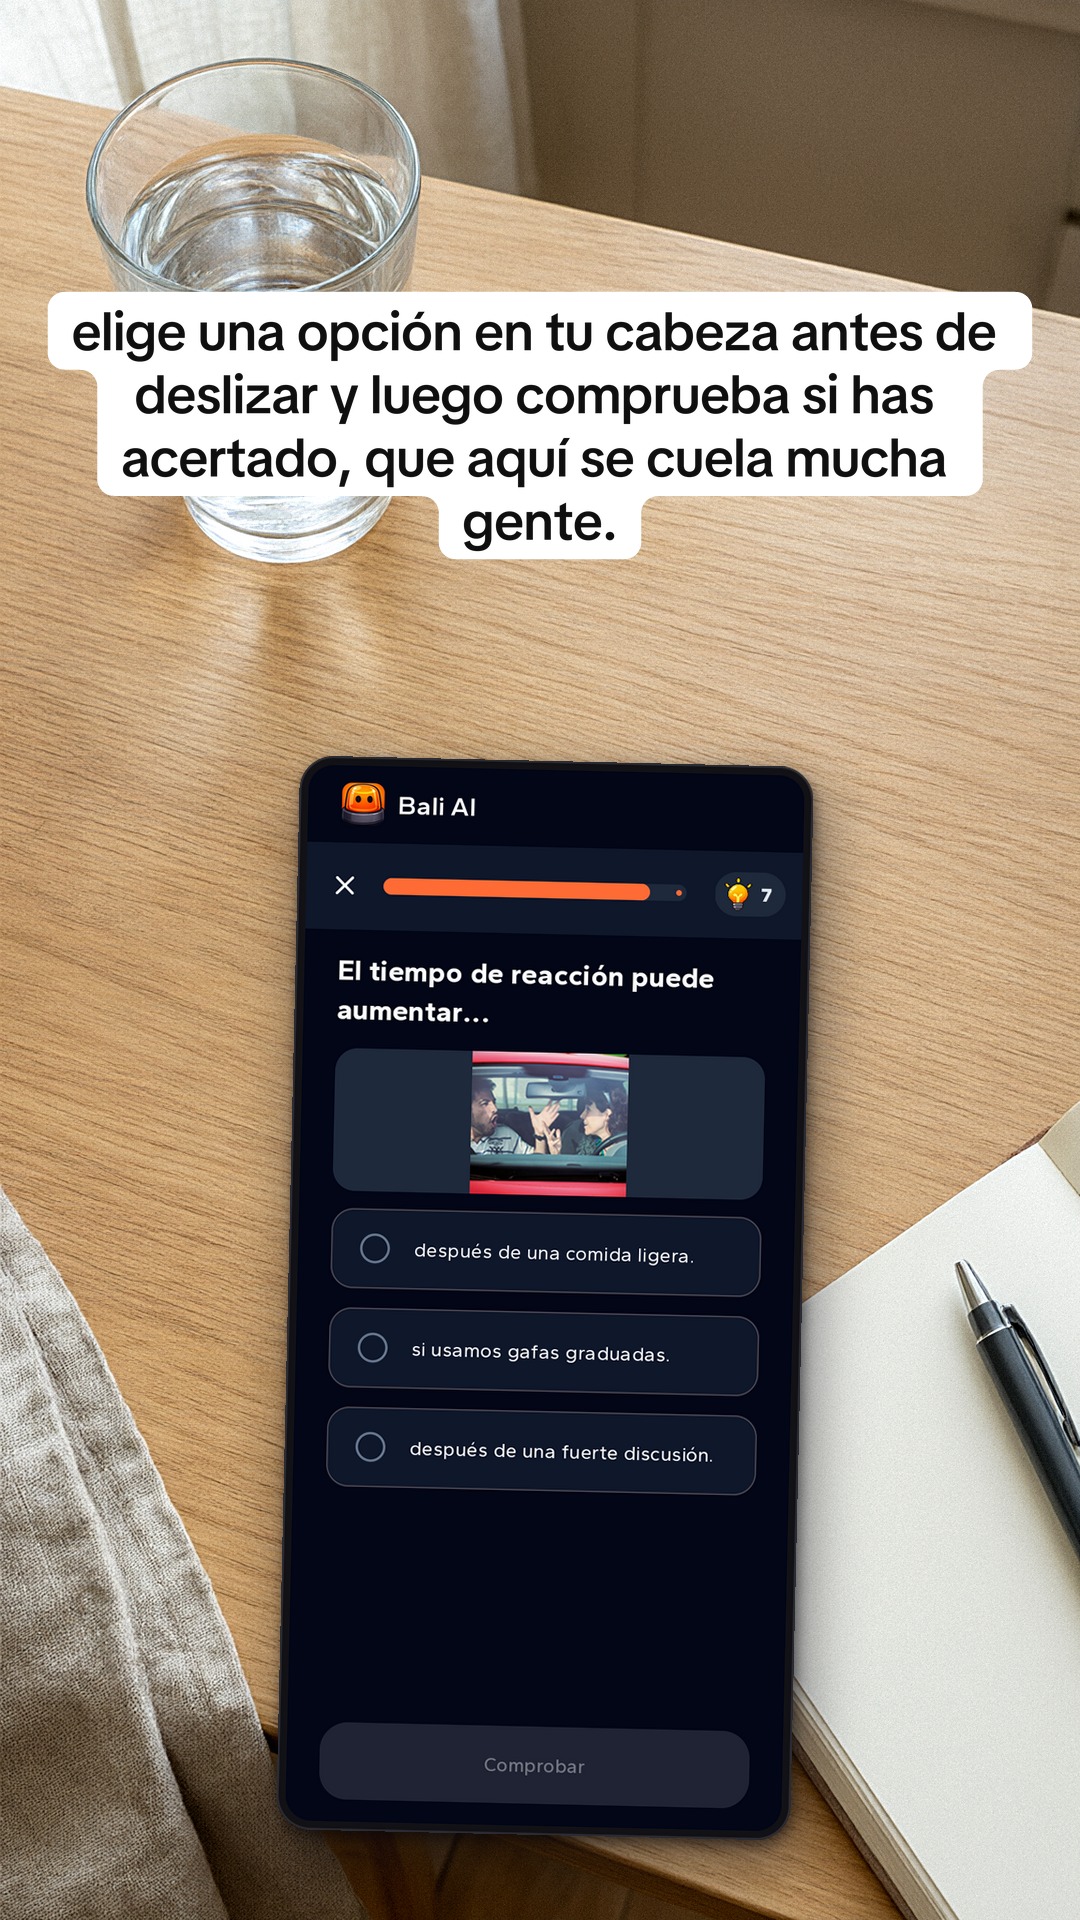 elige una opción en tu cabeza antes de
deslizar y luego comprueba si has
acertado, que aquí se cuela mucha
gente.
Bali AI
7
El tiempo de reacción puede
aumentar...
después de una comida ligera.
si usamos gafas graduadas.
después de una fuerte discusión.
Comprobar